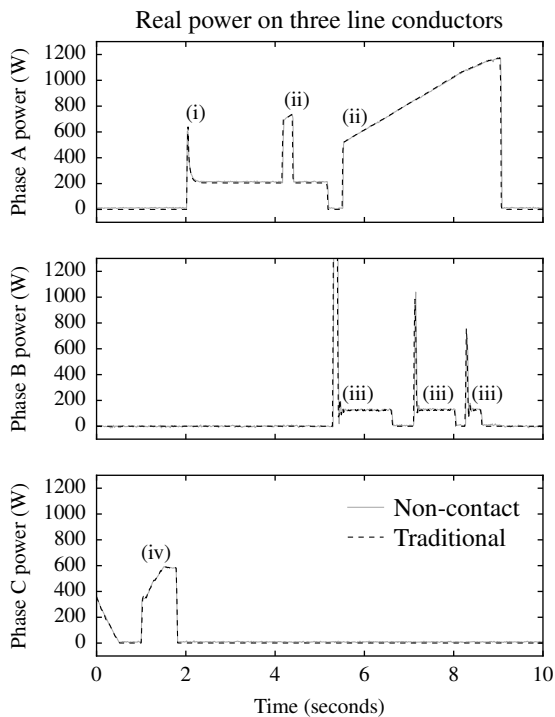 Real power on three line conductors
Phase A power (W)
1200
1000
800
600
400
200
0
(i)
(ii)
(ii)
Phase B power (W)
1200
1000
800
600
400
200
0
(iii)
(iii)
(iii)
Phase C power (W)
1200
1000
800
600
400
200
0
(iv)
Non-contact
Traditional
0 2 4 6 8 10
Time (seconds)